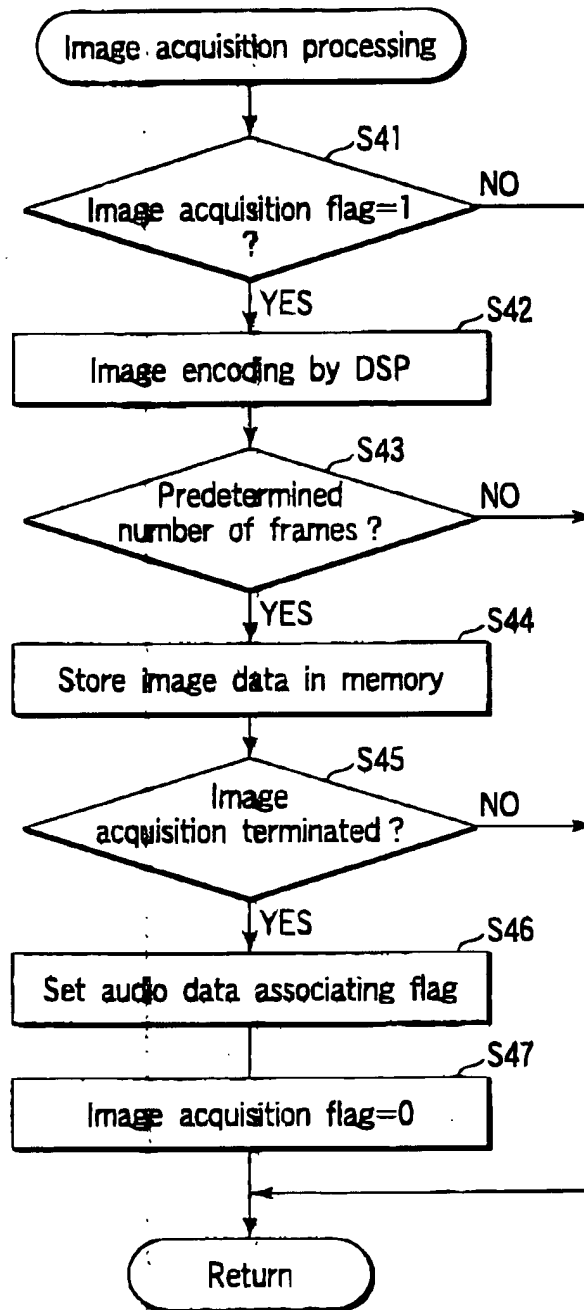 Image acquisition processing
S41
Image acquisition flag=1
?
NO
YES
S42
Image encoding by DSP
S43
Predetermined
number of frames ?
NO
YES
S44
Store image data in memory
S45
Image
acquisition terminated ?
NO
YES
S46
Set audio data associating flag
S47
Image acquisition flag=0
Return